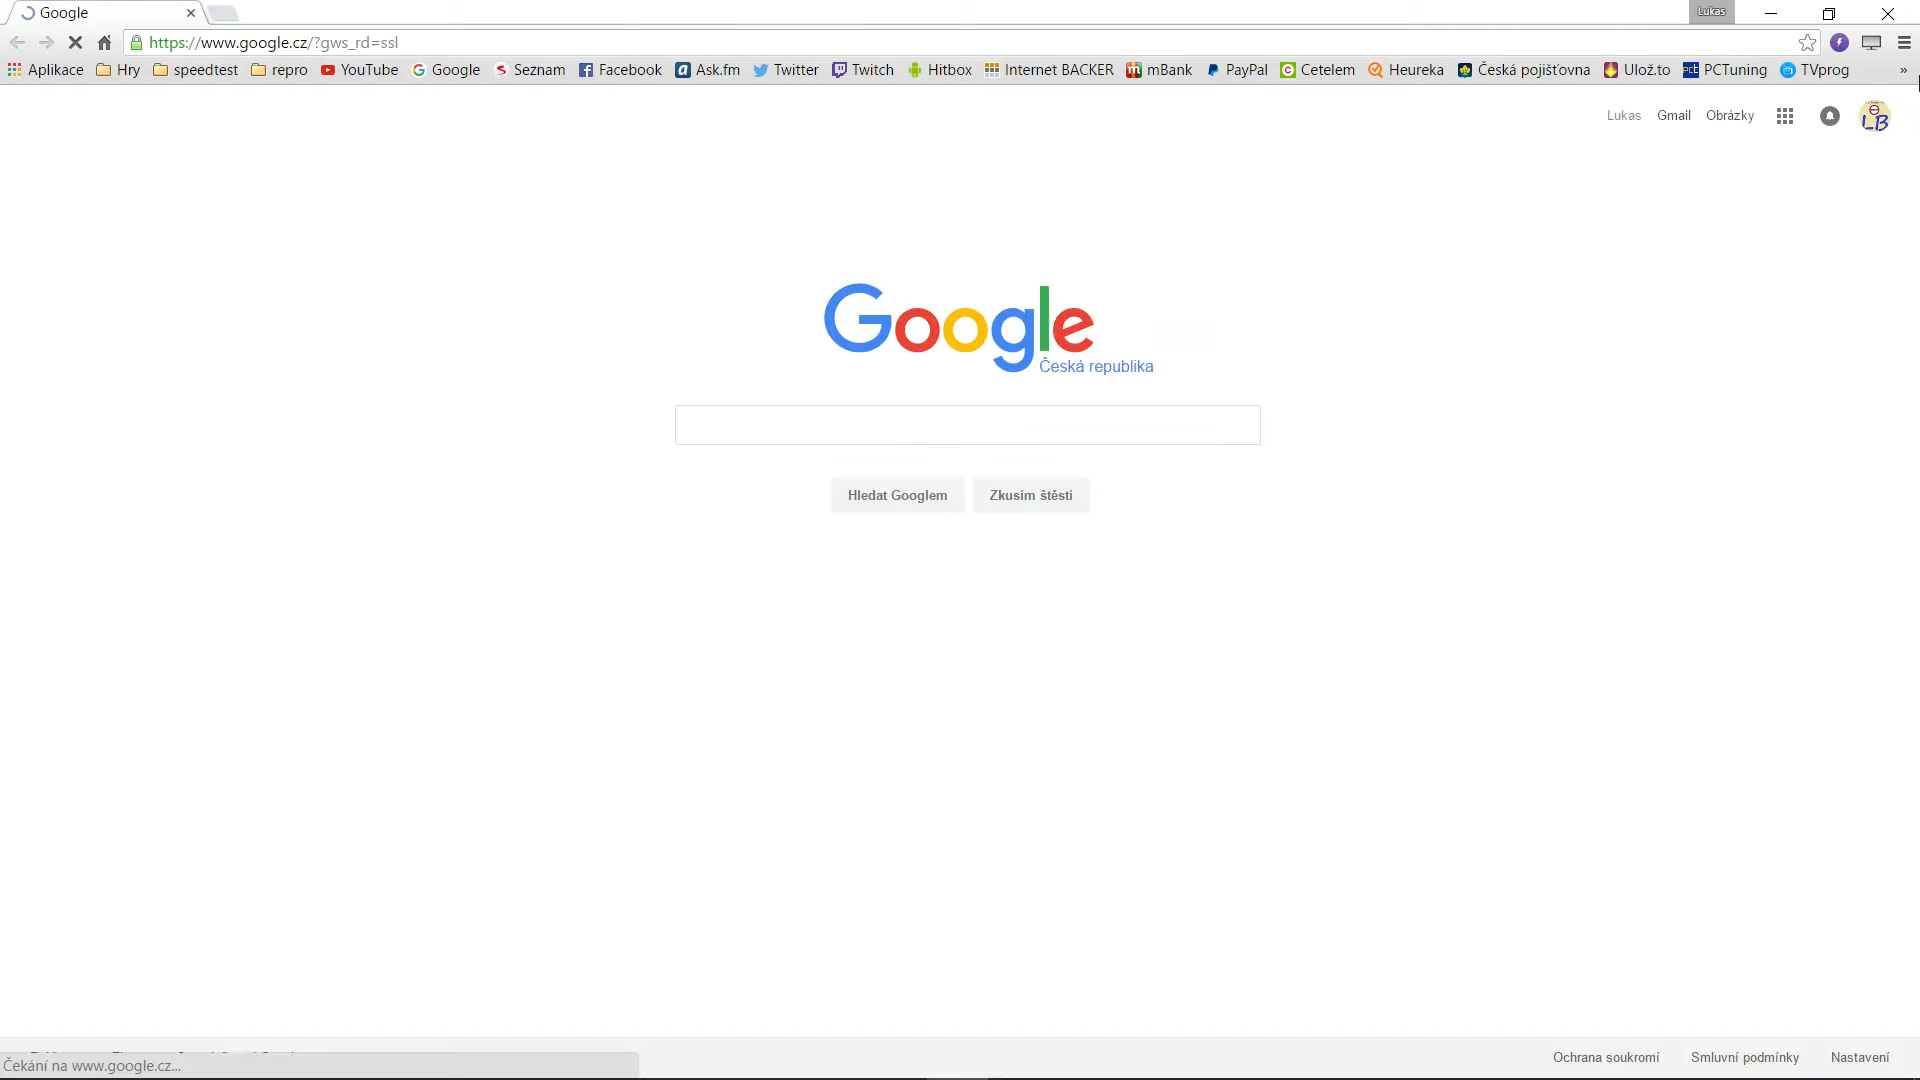 Google
Lukas
https://www.google.cz/?gws_rd=ssl
Aplikace Hry speedtest repro YouTube Google Seznam Facebook Ask.fm Twitter Twitch Hitbox Internet BACKER mBank PayPal Cetelem Heureka Česká pojišťovna Ulož.to PCTuning TVprog »
Lukas Gmail Obrázky
LB
Google
Česká republika
Hledat Googlem Zkusím štěstí
Ochrana soukromí Smluvní podmínky Nastavení
Čekání na www.google.cz...